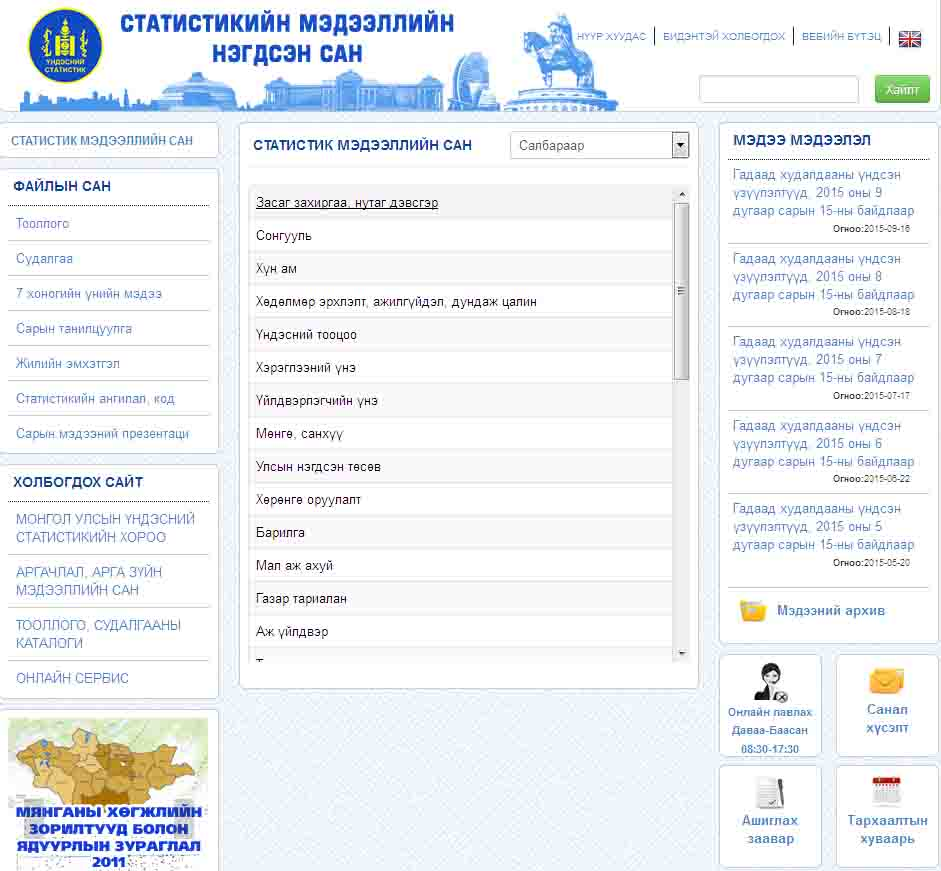 СТАТИСТИКИЙН МЭДЭЭЛЛИЙН
НЭГДСЭН САН
ҮНДЭСНИЙ
СТАТИСТИК
НҮҮР ХУУДАС
БИДЭНТЭЙ ХОЛБОГДОХ
ВЕБИЙН БҮТЭЦ
Хайлт
СТАТИСТИК МЭДЭЭЛЛИЙН САН
ФАЙЛЫН САН
Тооллого
Судалгаа
7 хоногийн үнийн мэдээ
Сарын танилцуулга
Жилийн эмхэтгэл
Статистикийн ангилал, код
Сарын мэдээний презентаци
ХОЛБОГДОХ САЙТ
МОНГОЛ УЛСЫН ҮНДЭСНИЙ
СТАТИСТИКИЙН ХОРОО
АРГАЧЛАЛ, АРГА ЗҮЙН
МЭДЭЭЛЛИЙН САН
ТООЛЛОГО, СУДАЛГААНЫ
КАТАЛОГИ
ОНЛАЙН СЕРВИС
МЯНГАНЫ ХӨГЖЛИЙН
ЗОРИЛТУУД БОЛОН
ЯДУУРЛЫН ЗУРАГЛАЛ
2011
СТАТИСТИК МЭДЭЭЛЛИЙН САН
Салбараар
Засаг захиргаа, нутаг дэвсгэр
Сонгууль
Хүн ам
Хөдөлмөр эрхлэлт, ажилгүйдэл, дундаж цалин
Үндэсний тооцоо
Хэрэглээний үнэ
Үйлдвэрлэгчийн үнэ
Мөнгө, санхүү
Улсын нэгдсэн төсөв
Хөрөнгө оруулалт
Барилга
Мал аж ахуй
Газар тариалан
Аж үйлдвэр
МЭДЭЭ МЭДЭЭЛЭЛ
Гадаад худалдааны үндсэн
үзүүлэлтүүд, 2015 оны 9
дугаар сарын 15-ны байдлаар
Огноо:2015-09-16
Гадаад худалдааны үндсэн
үзүүлэлтүүд, 2015 оны 8
дугаар сарын 15-ны байдлаар
Огноо:2015-08-18
Гадаад худалдааны үндсэн
үзүүлэлтүүд, 2015 оны 7
дугаар сарын 15-ны байдлаар
Огноо:2015-07-17
Гадаад худалдааны үндсэн
үзүүлэлтүүд, 2015 оны 6
дугаар сарын 15-ны байдлаар
Огноо:2015-06-22
Гадаад худалдааны үндсэн
үзүүлэлтүүд, 2015 оны 5
дугаар сарын 15-ны байдлаар
Огноо:2015-05-20
Мэдээний архив
Онлайн лавлах
Даваа-Баасан
08:30-17:30
Санал
хүсэлт
Ашиглах
заавар
Тархаалтын
хуваарь